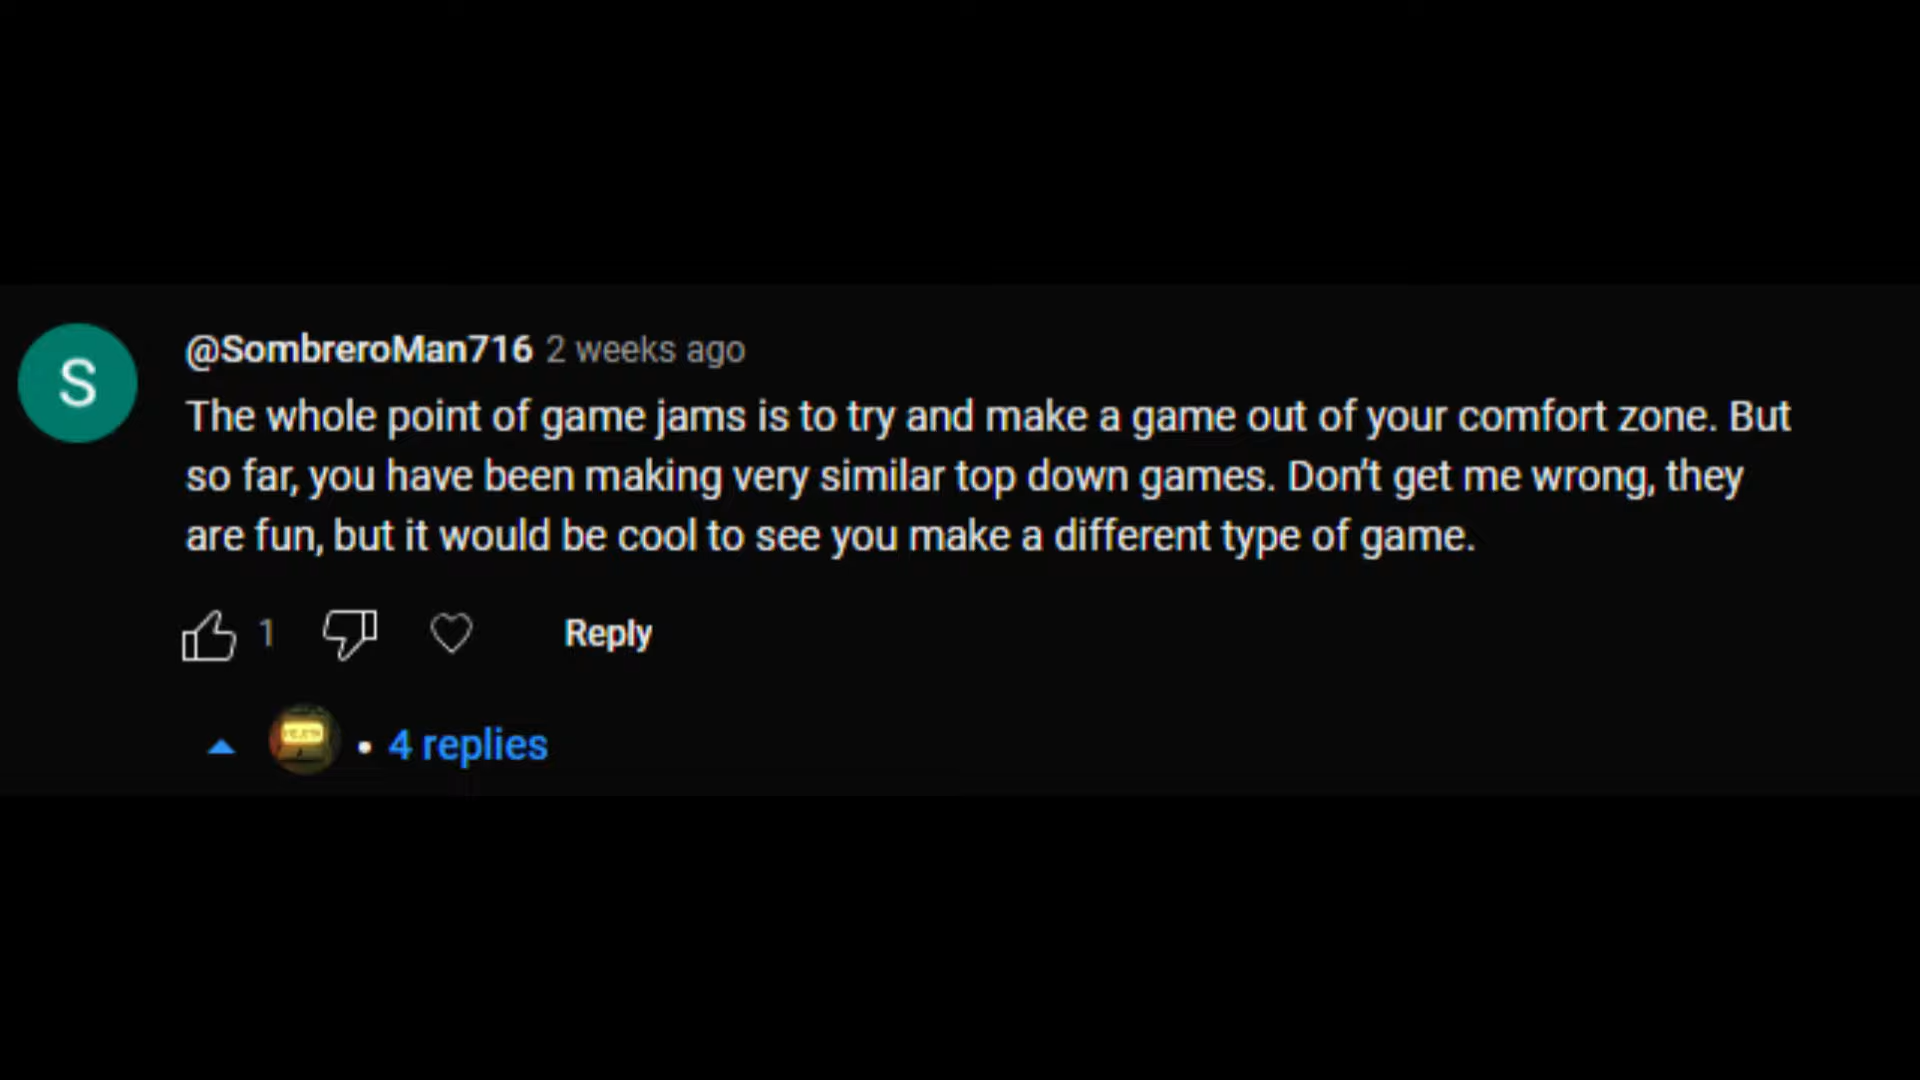 S
@SombreroMan716 2 weeks ago
The whole point of game jams is to try and make a game out of your comfort zone. But
so far, you have been making very similar top down games. Don't get me wrong, they
are fun, but it would be cool to see you make a different type of game.
1 Reply
• 4 replies